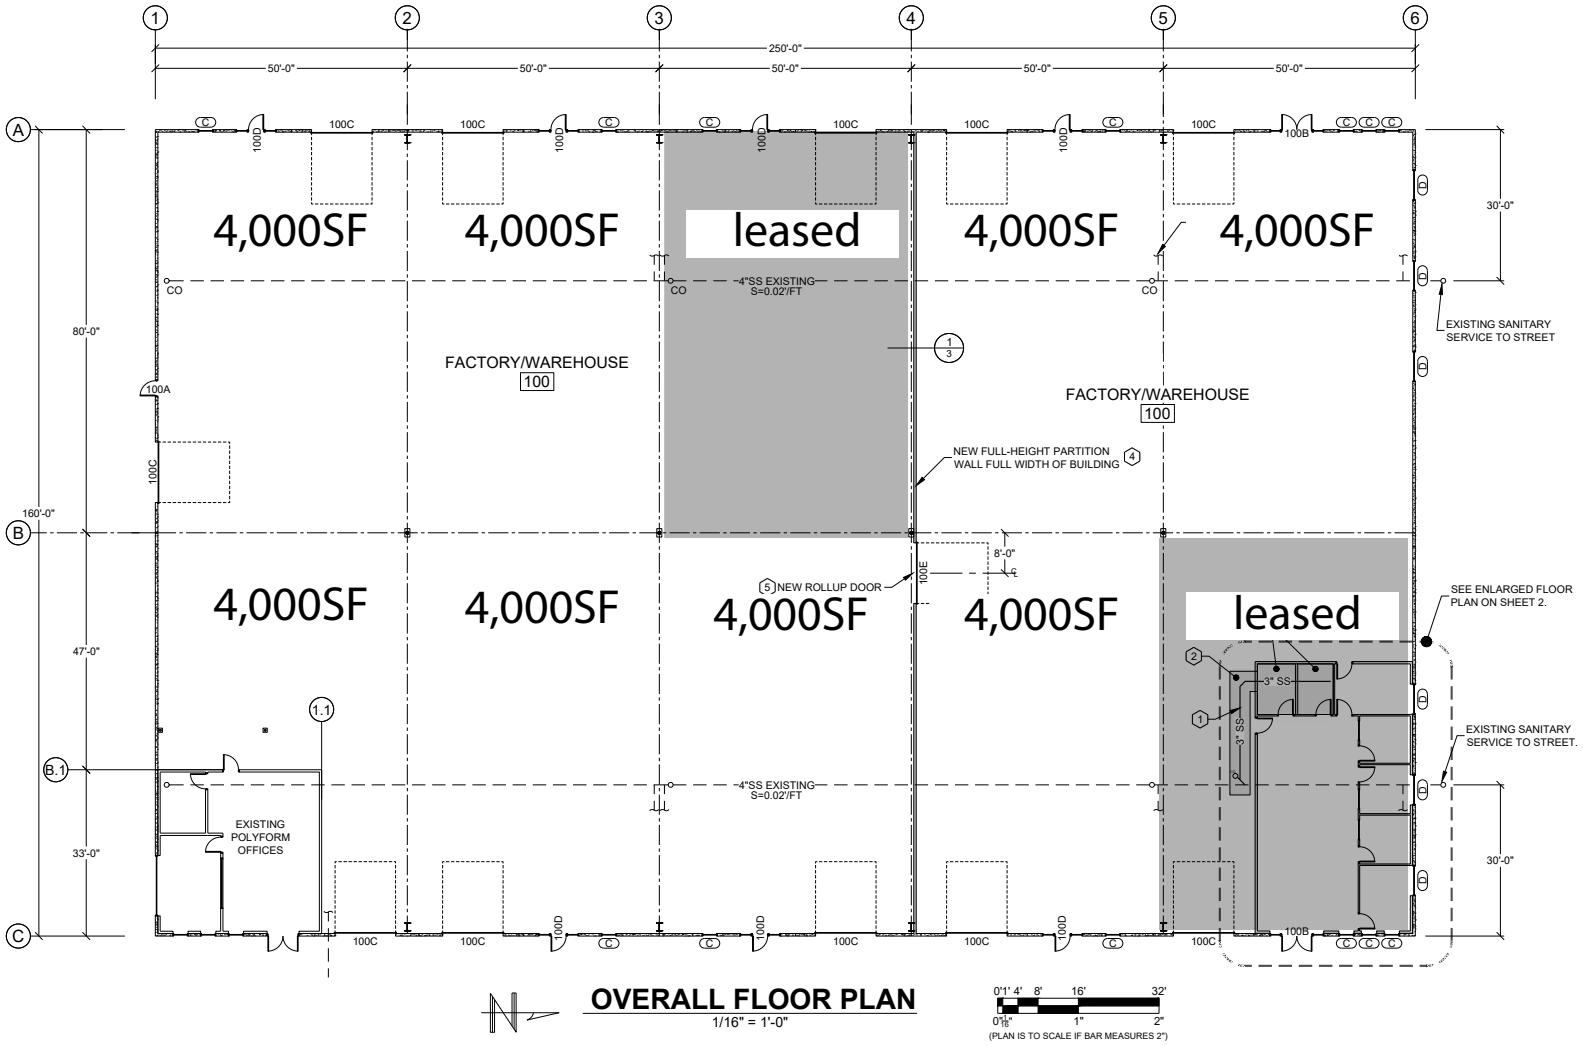 1 2 3 4 5 6
250'-0"
50'-0" 50'-0" 50'-0" 50'-0" 50'-0"
A
C C C C C C C
100D 100C 100C 100D 100D 100C 100C 100D 100C 100B
4,000SF 4,000SF leased 4,000SF 4,000SF
D
30'-0"
D
4"SS EXISTING
S=0.02'/FT
CO CO CO
EXISTING SANITARY
SERVICE TO STREET
80'-0"
1
3
FACTORY/WAREHOUSE
100
D
100A
FACTORY/WAREHOUSE
100
NEW FULL-HEIGHT PARTITION
WALL FULL WIDTH OF BUILDING 4
100C
160'-0"
B
8'-0"
100E
5 NEW ROLLUP DOOR
SEE ENLARGED FLOOR
PLAN ON SHEET 2.
4,000SF 4,000SF 4,000SF 4,000SF leased
47'-0"
2
3" SS
D
1.1
1
3" SS
EXISTING SANITARY
SERVICE TO STREET.
B.1
4"SS EXISTING
S=0.02'/FT
D
EXISTING
POLYFORM
OFFICES
33'-0"
30'-0"
D
C
100C 100C 100D 100D 100C 100C 100D 100C 100B
C C C C C C
N
OVERALL FLOOR PLAN
1/16" = 1'-0"
0'1' 4' 8' 16' 32'
0" 1/16" 1" 2"
(PLAN IS TO SCALE IF BAR MEASURES 2")